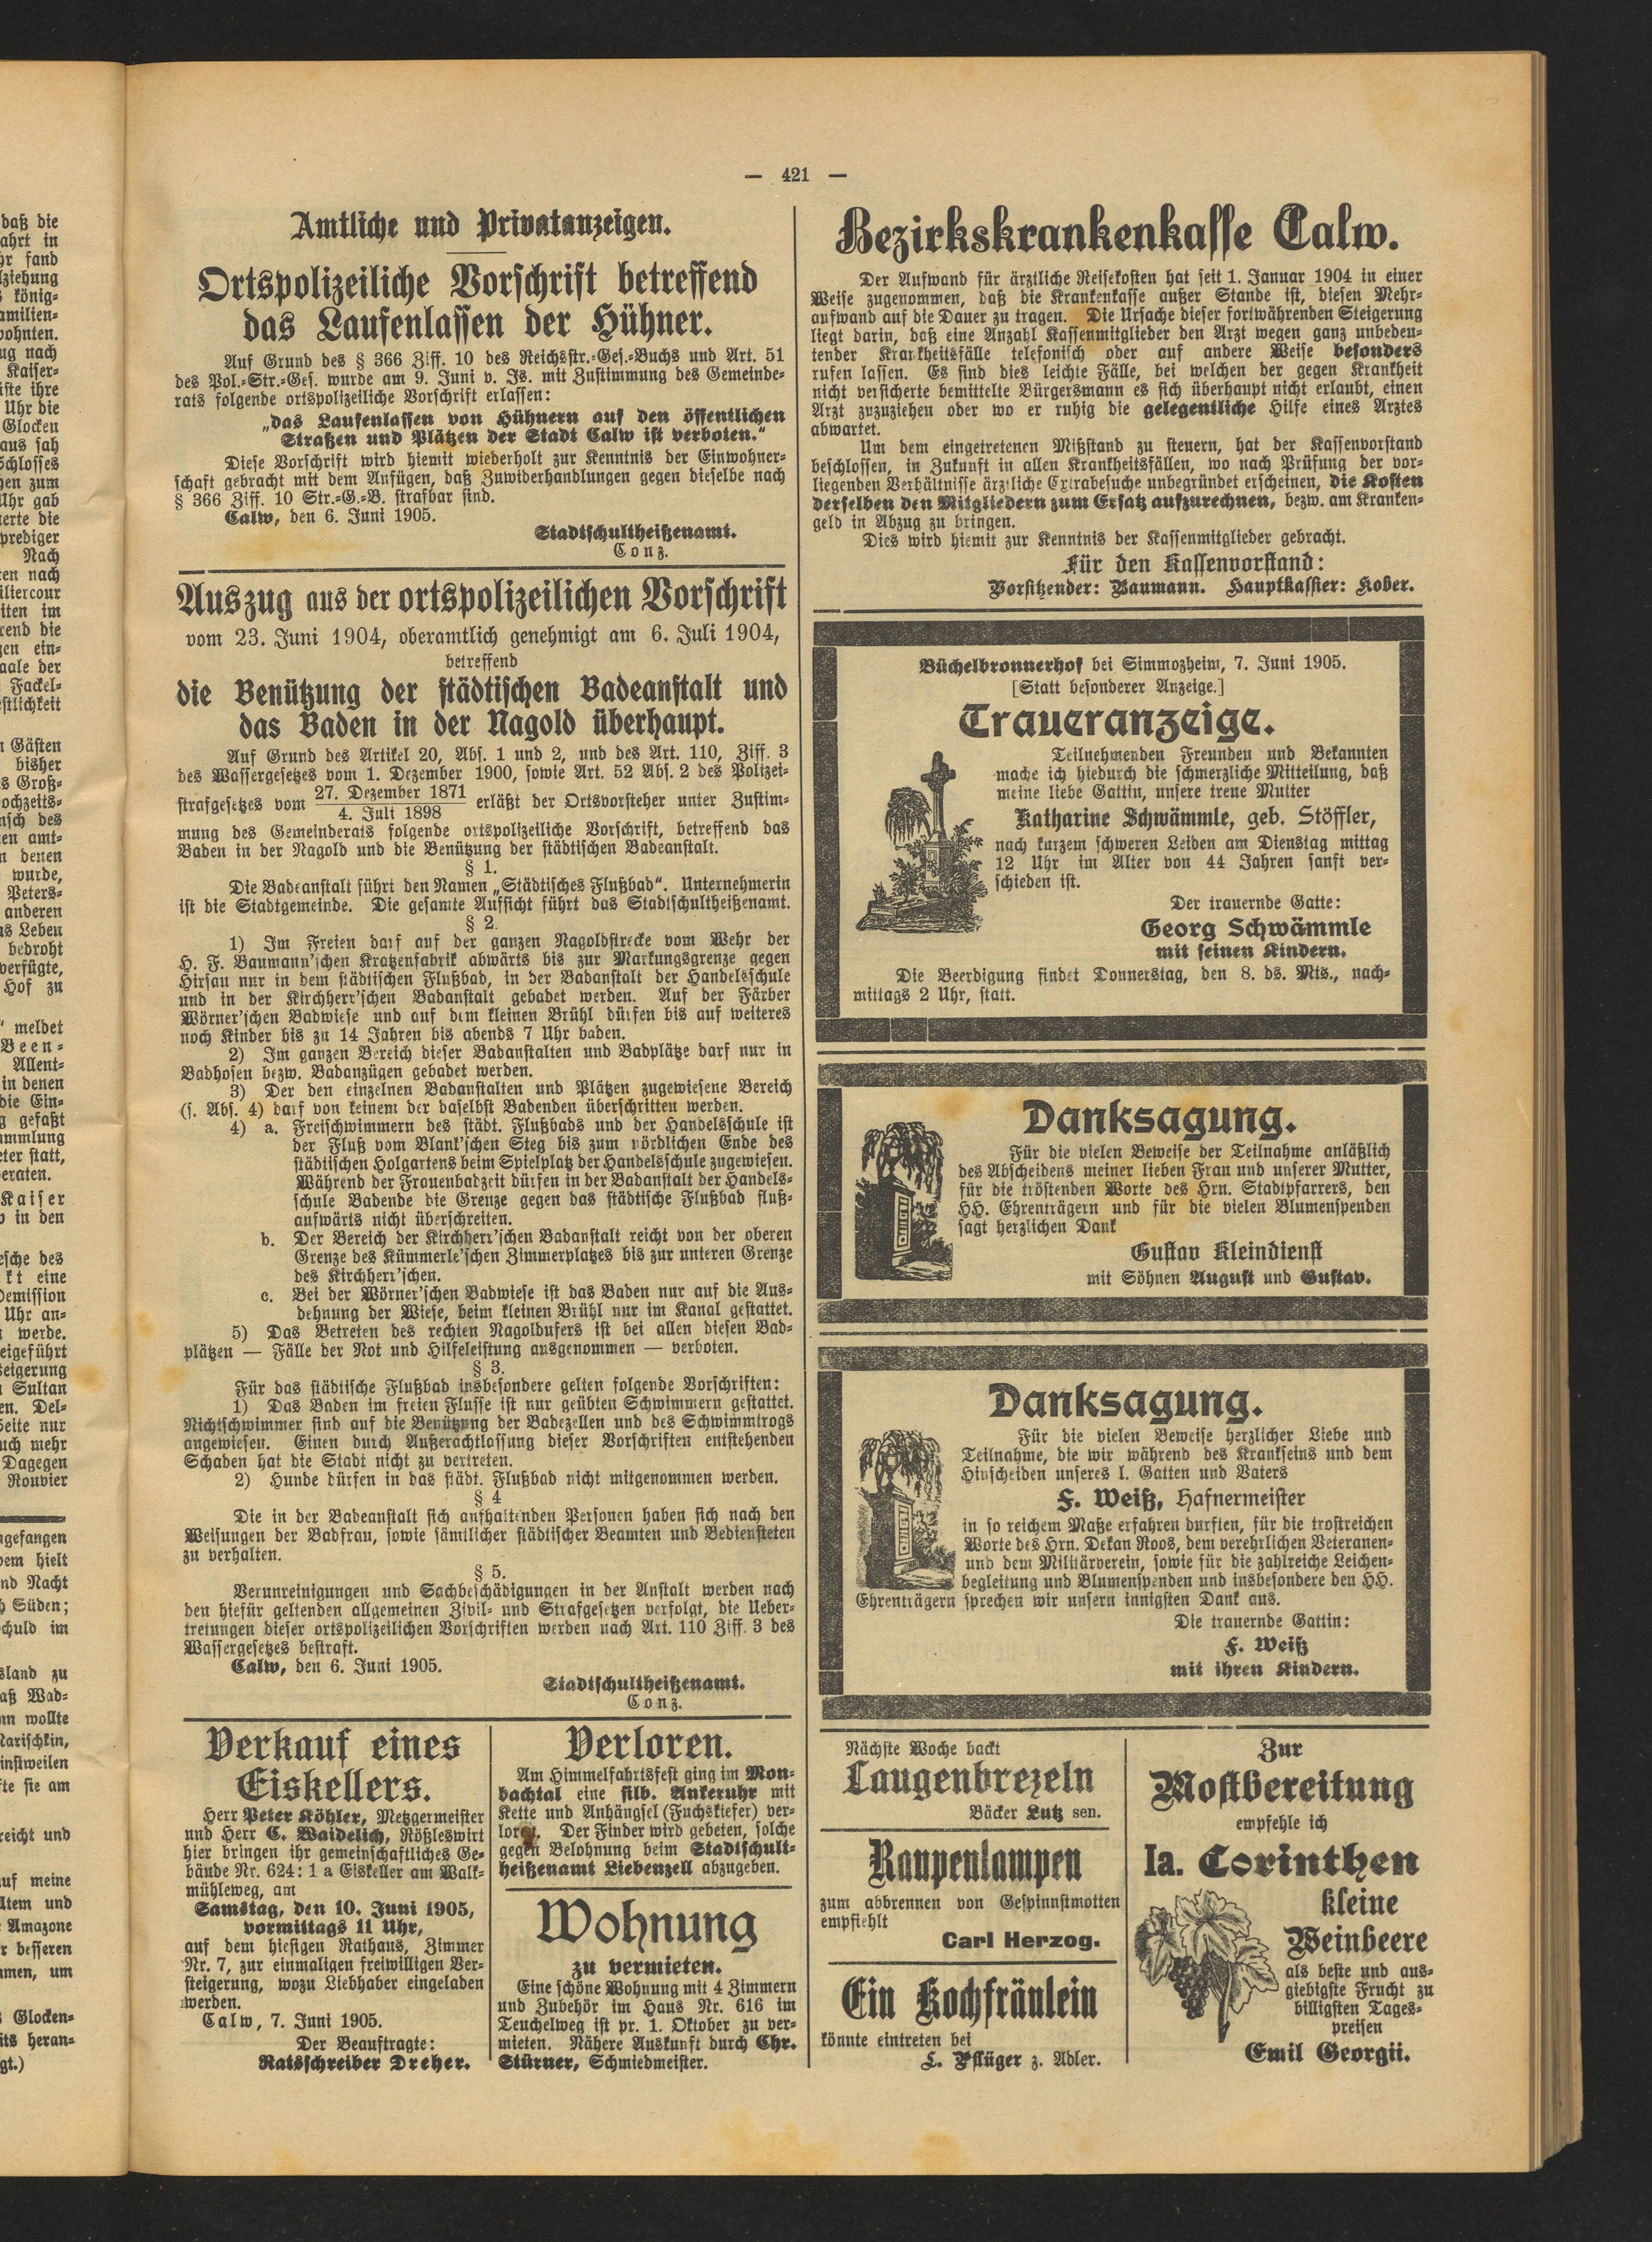 — 421 —
Amtliche und Privatanzeigen.
Ortspolizeiliche Vorschrift betreffend
das Laufenlassen der Hühner.
Auf Grund des § 366 Ziff. 10 des Reichsstr.-Ges.-Buchs und Art. 51
des Pol.-Str.-Ges. wurde am 9. Juni v. Js. mit Zustimmung des Gemeinde-
rats folgende ortspolizeiliche Vorschrift erlassen:
„das Laufenlassen von Hühnern auf den öffentlichen
Straßen und Plätzen der Stadt Calw ist verboten.“
Diese Vorschrift wird hiemit wiederholt zur Kenntnis der Einwohner-
schaft gebracht mit dem Anfügen, daß Zuwiderhandlungen gegen dieselbe nach
§ 366 Ziff. 10 Str.-G.-B. strafbar sind.
Calw, den 6. Juni 1905.
Stadtschultheißenamt.
Conz.
Auszug aus der ortspolizeilichen Vorschrift
vom 23. Juni 1904, oberamtlich genehmigt am 6. Juli 1904,
betreffend
die Benützung der städtischen Badeanstalt und
das Baden in der Nagold überhaupt.
Auf Grund des Artikel 20, Abs. 1 und 2, und des Art. 110, Ziff. 3
des Wassergesetzes vom 1. Dezember 1900, sowie Art. 52 Abs. 2 des Polizei-
strafgesetzes vom 27. Dezember 1871 / 4. Juli 1898 erläßt der Ortsvorsteher unter Zustim-
mung des Gemeinderats folgende ortspolizeiliche Vorschrift, betreffend das
Baden in der Nagold und die Benützung der städtischen Badeanstalt.
§ 1.
Die Badeanstalt führt den Namen „Städtisches Flußbad“. Unternehmerin
ist die Stadtgemeinde. Die gesamte Aufsicht führt das Stadtschultheißenamt.
§ 2.
1) Im Freien darf auf der ganzen Nagoldstrecke vom Wehr der
H. F. Baumann'schen Kratzenfabrik abwärts bis zur Markungsgrenze gegen
Hirsau nur in dem städtischen Flußbad, in der Badanstalt der Handelsschule
und in der Kirchherr'schen Badanstalt gebadet werden. Auf der Färber
Wörner'schen Badwiese und auf dem kleinen Brühl dürfen bis auf weiteres
noch Kinder bis zu 14 Jahren bis abends 7 Uhr baden.
2) Im ganzen Bereich dieser Badanstalten und Badplätze darf nur in
Badhosen bezw. Badanzügen gebadet werden.
3) Der den einzelnen Badanstalten und Plätzen zugewiesene Bereich
(s. Abs. 4) darf von keinem der daselbst Badenden überschritten werden.
4) a. Freischwimmern des städt. Flußbads und der Handelsschule ist
der Fluß vom Blank'schen Steg bis zum nördlichen Ende des
städtischen Holgartens beim Spielplatz der Handelsschule zugewiesen.
Während der Frauenbadzeit dürfen in der Badanstalt der Handels-
schule Badende die Grenze gegen das städtische Flußbad fluß-
aufwärts nicht überschreiten.
b. Der Bereich der Kirchherr'schen Badanstalt reicht von der oberen
Grenze des Kümmerle'schen Zimmerplatzes bis zur unteren Grenze
des Kirchherr'schen.
c. Bei der Wörner'schen Badwiese ist das Baden nur auf die Aus-
dehnung der Wiese, beim kleinen Brühl nur im Kanal gestattet.
5) Das Betreten des rechten Nagoldufers ist bei allen diesen Bad-
plätzen — Fälle der Not und Hilfeleistung ausgenommen — verboten.
§ 3.
Für das städtische Flußbad insbesondere gelten folgende Vorschriften:
1) Das Baden im freien Flusse ist nur geübten Schwimmern gestattet.
Nichtschwimmer sind auf die Benützung der Badezellen und des Schwimmtrogs
angewiesen. Einen durch Außerachtlassung dieser Vorschriften entstehenden
Schaden hat die Stadt nicht zu vertreten.
2) Hunde dürfen in das städt. Flußbad nicht mitgenommen werden.
§ 4
Die in der Badeanstalt sich aufhaltenden Personen haben sich nach den
Weisungen der Badfrau, sowie sämtlicher städtischer Beamten und Bediensteten
zu verhalten.
§ 5.
Verunreinigungen und Sachbeschädigungen in der Anstalt werden nach
den hiefür geltenden allgemeinen Zivil- und Strafgesetzen verfolgt, die Ueber-
tretungen dieser ortspolizeilichen Vorschriften werden nach Art. 110 Ziff. 3 des
Wassergesetzes bestraft.
Calw, den 6. Juni 1905.
Stadtschultheißenamt.
Conz.
Verkauf eines
Eiskellers.
Herr Peter Köhler, Metzgermeister
und Herr C. Waidelich, Rößleswirt
hier bringen ihr gemeinschaftliches Ge-
bäude Nr. 624: 1 a Eiskeller am Walk-
mühleweg, am
Samstag, den 10. Juni 1905,
vormittags 11 Uhr,
auf dem hiesigen Rathaus, Zimmer
Nr. 7, zur einmaligen freiwilligen Ver-
steigerung, wozu Liebhaber eingeladen
werden.
Calw, 7. Juni 1905.
Der Beauftragte:
Ratsschreiber Dreher.
Verloren.
Am Himmelfahrtsfest ging im Mon-
bachtal eine silb. Ankeruhr mit
Kette und Anhängsel (Fuchskiefer) ver-
loren. Der Finder wird gebeten, solche
gegen Belohnung beim Stadtschult-
heißenamt Liebenzell abzugeben.
Wohnung
zu vermieten.
Eine schöne Wohnung mit 4 Zimmern
und Zubehör im Haus Nr. 616 im
Teuchelweg ist pr. 1. Oktober zu ver-
mieten. Nähere Auskunft durch Chr.
Stürner, Schmiedmeister.
Bezirkskrankenkasse Calw.
Der Aufwand für ärztliche Reisekosten hat seit 1. Januar 1904 in einer
Weise zugenommen, daß die Krankenkasse außer Stande ist, diesen Mehr-
aufwand auf die Dauer zu tragen. Die Ursache dieser fortwährenden Steigerung
liegt darin, daß eine Anzahl Kassenmitglieder den Arzt wegen ganz unbedeu-
tender Krankheitsfälle telefonisch oder auf andere Weise besonders
rufen lassen. Es sind dies leichte Fälle, bei welchen der gegen Krankheit
nicht versicherte bemittelte Bürgersmann es sich überhaupt nicht erlaubt, einen
Arzt zuzuziehen oder wo er ruhig die gelegentliche Hilfe eines Arztes
abwartet.
Um dem eingetretenen Mißstand zu steuern, hat der Kassenvorstand
beschlossen, in Zukunft in allen Krankheitsfällen, wo nach Prüfung der vor-
liegenden Verhältnisse ärztliche Extrabesuche unbegründet erscheinen, die Kosten
derselben den Mitgliedern zum Ersatz aufzurechnen, bezw. am Kranken-
geld in Abzug zu bringen.
Dies wird hiemit zur Kenntnis der Kassenmitglieder gebracht.
Für den Kassenvorstand:
Vorsitzender: Baumann. Hauptkassier: Kober.
Büchelbronnerhof bei Simmozheim, 7. Juni 1905.
[Statt besonderer Anzeige.]
Traueranzeige.
Teilnehmenden Freunden und Bekannten
mache ich hiedurch die schmerzliche Mitteilung, daß
meine liebe Gattin, unsere treue Mutter
Katharine Schwämmle, geb. Stöffler,
nach kurzem schweren Leiden am Dienstag mittag
12 Uhr im Alter von 44 Jahren sanft ver-
schieden ist.
Der trauernde Gatte:
Georg Schwämmle
mit seinen Kindern.
Die Beerdigung findet Donnerstag, den 8. ds. Mts., nach-
mittags 2 Uhr, statt.
Danksagung.
Für die vielen Beweise der Teilnahme anläßlich
des Abscheidens meiner lieben Frau und unserer Mutter,
für die tröstenden Worte des Hrn. Stadtpfarrers, den
HH. Ehrenträgern und für die vielen Blumenspenden
sagt herzlichen Dank
Gustav Kleindienst
mit Söhnen August und Gustav.
Danksagung.
Für die vielen Beweise herzlicher Liebe und
Teilnahme, die wir während des Krankseins und dem
Hinscheiden unseres l. Gatten und Vaters
F. Weiß, Hafnermeister
in so reichem Maße erfahren durften, für die trostreichen
Worte des Hrn. Dekan Roos, dem verehrlichen Veteranen-
und dem Militärverein, sowie für die zahlreiche Leichen-
begleitung und Blumenspenden und insbesondere den HH.
Ehrenträgern sprechen wir unsern innigsten Dank aus.
Die trauernde Gattin:
F. Weiß
mit ihren Kindern.
Nächste Woche backt
Laugenbrezeln
Bäcker Lutz sen.
Raupenlampen
zum abbrennen von Gespinnstmotten
empfiehlt
Carl Herzog.
Ein Kochfräulein
könnte eintreten bei
L. Pflüger z. Adler.
Zur
Mostbereitung
empfehle ich
Ia. Corinthen
kleine
Weinbeere
als beste und aus-
giebigste Frucht zu
billigsten Tages-
preisen
Emil Georgii.